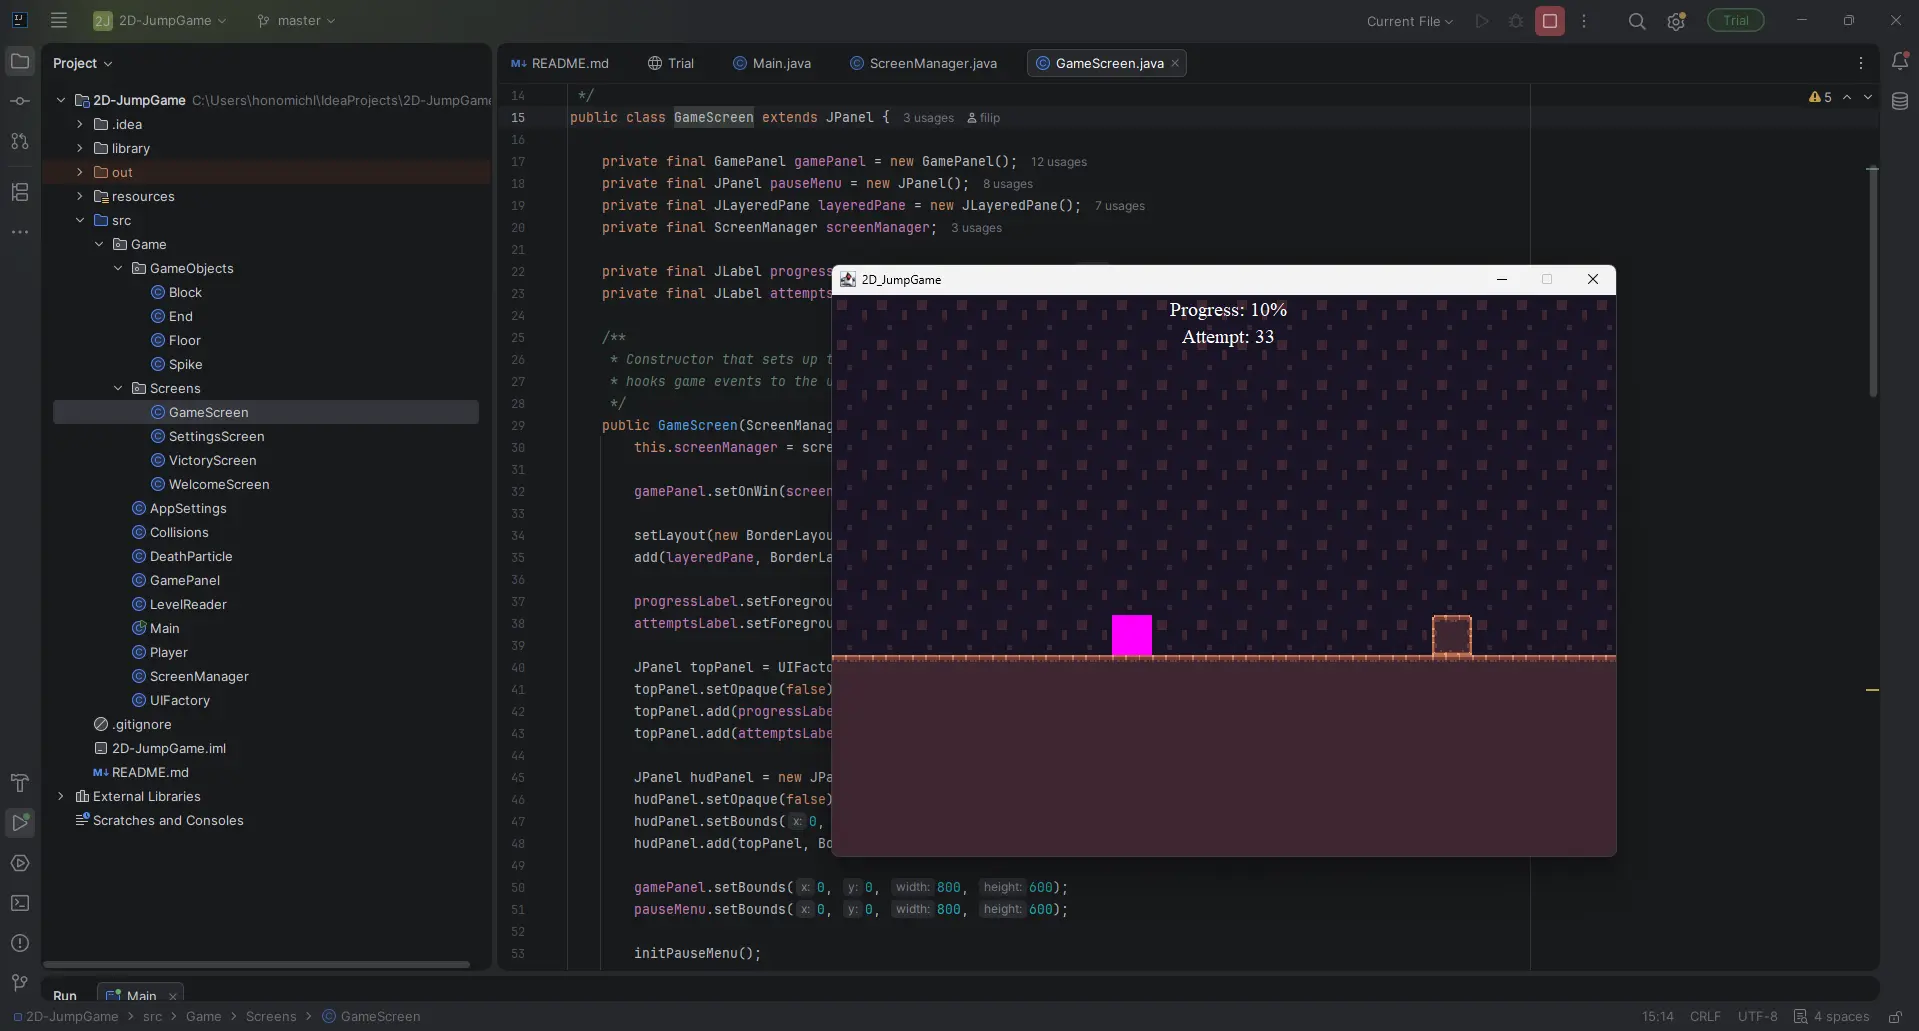 2J 2D-JumpGame master Current File Trial
Project
2D-JumpGame C:\Users\honomichl\IdeaProjects\2D-JumpGame
.idea
library
out
resources
src
Game
GameObjects
Block
End
Floor
Spike
Screens
GameScreen
SettingsScreen
VictoryScreen
WelcomeScreen
AppSettings
Collisions
DeathParticle
GamePanel
LevelReader
Main
Player
ScreenManager
UIFactory
.gitignore
2D-JumpGame.iml
README.md
External Libraries
Scratches and Consoles
README.md Trial Main.java ScreenManager.java GameScreen.java
5
14 */
15 public class GameScreen extends JPanel { 3 usages filip
16
17 private final GamePanel gamePanel = new GamePanel(); 12 usages
18 private final JPanel pauseMenu = new JPanel(); 8 usages
19 private final JLayeredPane layeredPane = new JLayeredPane(); 7 usages
20 private final ScreenManager screenManager; 3 usages
21
22 private final JLabel progress
23 private final JLabel attempts
24
25 /**
26 * Constructor that sets up t
27 * hooks game events to the u
28 */
29 public GameScreen(ScreenManag
30 this.screenManager = scre
31
32 gamePanel.setOnWin(screen
33
34 setLayout(new BorderLayou
35 add(layeredPane, BorderLa
36
37 progressLabel.setForegrou
38 attemptsLabel.setForegrou
39
40 JPanel topPanel = UIFacto
41 topPanel.setOpaque(false)
42 topPanel.add(progressLabe
43 topPanel.add(attemptsLabe
44
45 JPanel hudPanel = new JPa
46 hudPanel.setOpaque(false)
47 hudPanel.setBounds( x: 0,
48 hudPanel.add(topPanel, Bo
49
50 gamePanel.setBounds( x: 0, y: 0, width: 800, height: 600);
51 pauseMenu.setBounds( x: 0, y: 0, width: 800, height: 600);
52
53 initPauseMenu();
2D_JumpGame
Progress: 10%
Attempt: 33
Run Main
2D-JumpGame > src > Game > Screens > GameScreen 15:14 CRLF UTF-8 4 spaces